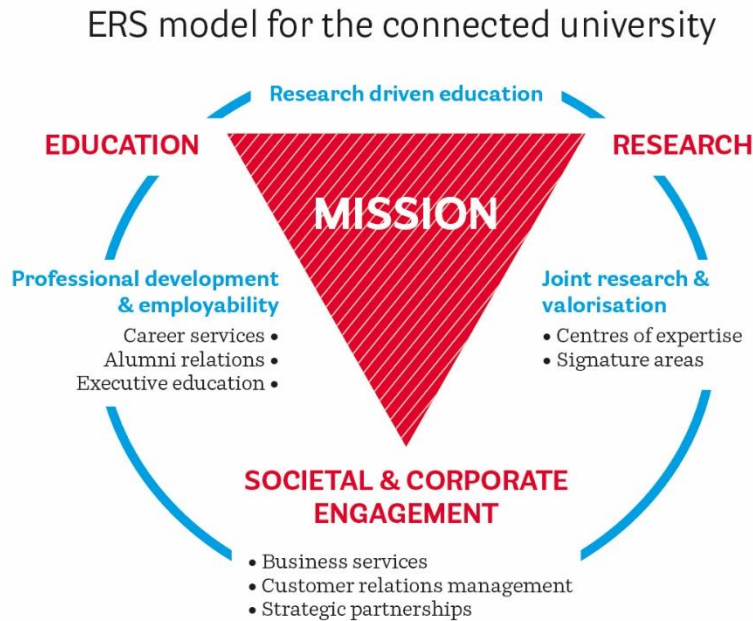 ERS model for the connected university
Research driven education
EDUCATION
RESEARCH
MISSION
Professional development
& employability
Career services •
Alumni relations •
Executive education •
Joint research &
valorisation
• Centres of expertise
• Signature areas
SOCIETAL & CORPORATE
ENGAGEMENT
• Business services
• Customer relations management
• Strategic partnerships